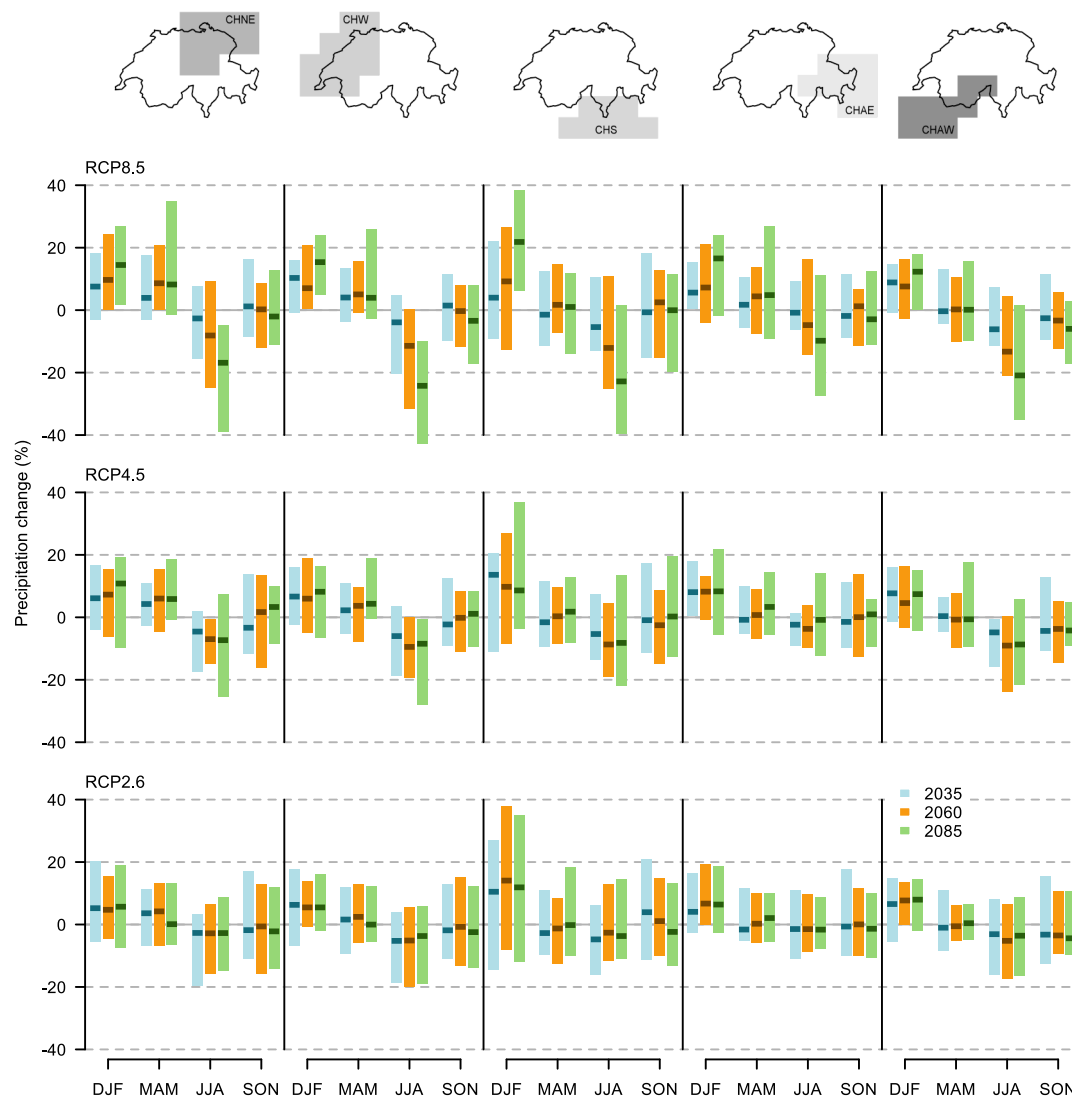 CHNE
CHW
CHS
CHAE
CHAW
Precipitation change (%)
RCP8.5
40
20
0
-20
-40
RCP4.5
40
20
0
-20
-40
RCP2.6
40
20
0
-20
-40
2035
2060
2085
DJF MAM JJA SON DJF MAM JJA SON DJF MAM JJA SON DJF MAM JJA SON DJF MAM JJA SON